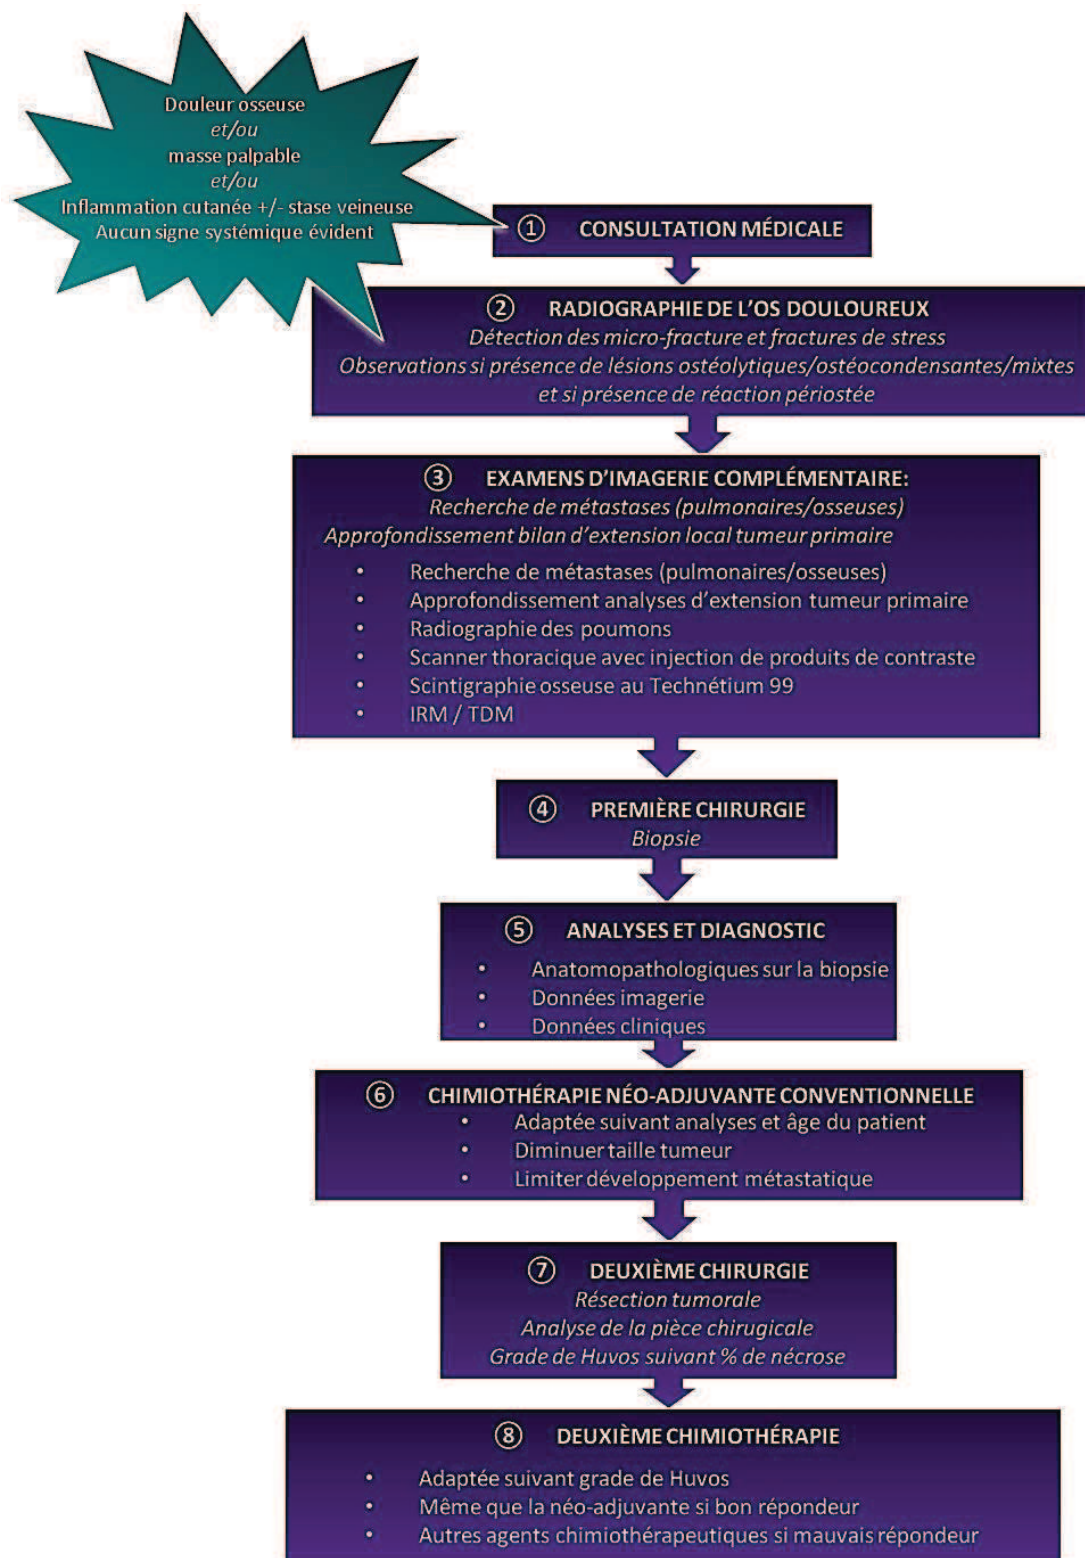 Douleur osseuse
et/ou
masse palpable
et/ou
Inflammation cutanée +/- stase veineuse
Aucun signe systémique évident
① CONSULTATION MÉDICALE
② RADIOGRAPHIE DE L'OS DOULOUREUX
Détection des micro-fracture et fractures de stress
Observations si présence de lésions ostéolytiques/ostéocondensantes/mixtes
et si présence de réaction périostée
③ EXAMENS D'IMAGERIE COMPLÉMENTAIRE:
Recherche de métastases (pulmonaires/osseuses)
Approfondissement bilan d'extension local tumeur primaire
• Recherche de métastases (pulmonaires/osseuses)
• Approfondissement analyses d'extension tumeur primaire
• Radiographie des poumons
• Scanner thoracique avec injection de produits de contraste
• Scintigraphie osseuse au Technétium 99
• IRM / TDM
④ PREMIÈRE CHIRURGIE
Biopsie
⑤ ANALYSES ET DIAGNOSTIC
• Anatomopathologiques sur la biopsie
• Données imagerie
• Données cliniques
⑥ CHIMIOTHÉRAPIE NÉO-ADJUVANTE CONVENTIONNELLE
• Adaptée suivant analyses et âge du patient
• Diminuer taille tumeur
• Limiter développement métastatique
⑦ DEUXIÈME CHIRURGIE
Résection tumorale
Analyse de la pièce chirugicale
Grade de Huvos suivant % de nécrose
⑧ DEUXIÈME CHIMIOTHÉRAPIE
• Adaptée suivant grade de Huvos
• Même que la néo-adjuvante si bon répondeur
• Autres agents chimiothérapeutiques si mauvais répondeur